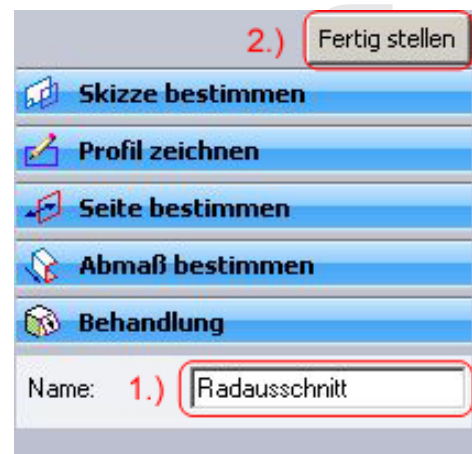 2.) Fertig stellen
Skizze bestimmen
Profil zeichnen
Seite bestimmen
Abmaß bestimmen
Behandlung
Name: 1.) Radausschnitt